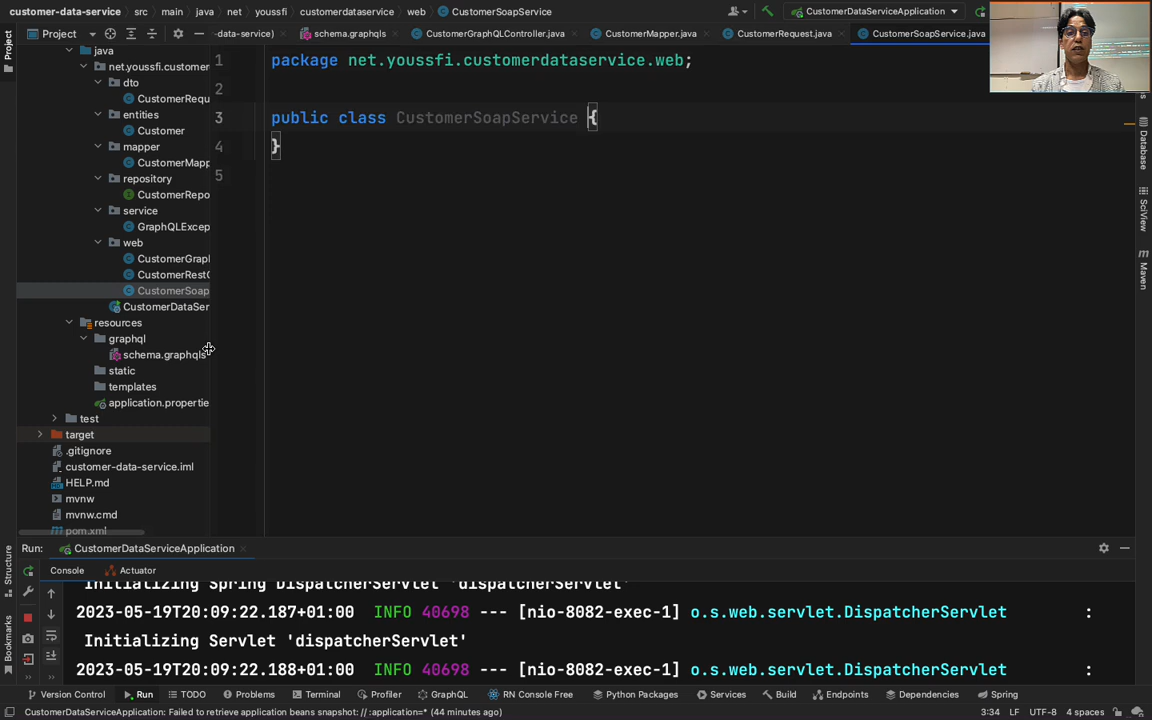 customer-data-service src main java net youssfi customerdataservice web CustomerSoapService
CustomerDataServiceApplication
Project
-data-service)
schema.graphqls
CustomerGraphQLController.java
CustomerMapper.java
CustomerRequest.java
CustomerSoapService.java
java
net.youssfi.customer
dto
CustomerRequ
entities
Customer
mapper
CustomerMapp
repository
CustomerRepo
service
GraphQLExcep
web
CustomerGrapl
CustomerRestC
CustomerSoap
CustomerDataSer
resources
graphql
schema.graphqls
static
templates
application.propertie
test
target
.gitignore
customer-data-service.iml
HELP.md
mvnw
mvnw.cmd
pom.xml
1 package net.youssfi.customerdataservice.web;
2
3 public class CustomerSoapService {
4 }
5
Project
Structure
Bookmarks
Database
SciView
Maven
Run: CustomerDataServiceApplication
Console Actuator
Initializing Spring DispatcherServlet 'dispatcherServlet'
2023-05-19T20:09:22.187+01:00 INFO 40698 --- [nio-8082-exec-1] o.s.web.servlet.DispatcherServlet :
Initializing Servlet 'dispatcherServlet'
2023-05-19T20:09:22.188+01:00 INFO 40698 --- [nio-8082-exec-1] o.s.web.servlet.DispatcherServlet :
Version Control Run TODO Problems Terminal Profiler GraphQL RN Console Free Python Packages Services Build Endpoints Dependencies Spring
CustomerDataServiceApplication: Failed to retrieve application beans snapshot: // :application=* (44 minutes ago)
3:34 LF UTF-8 4 spaces